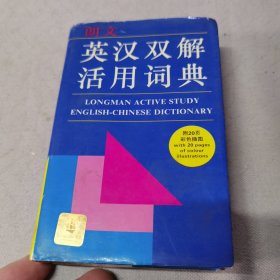 朗文
英汉双解
活用词典
LONGMAN ACTIVE STUDY
ENGLISH-CHINESE DICTIONARY
附20页
彩色插图
with 20 pages
of colour
illustrations